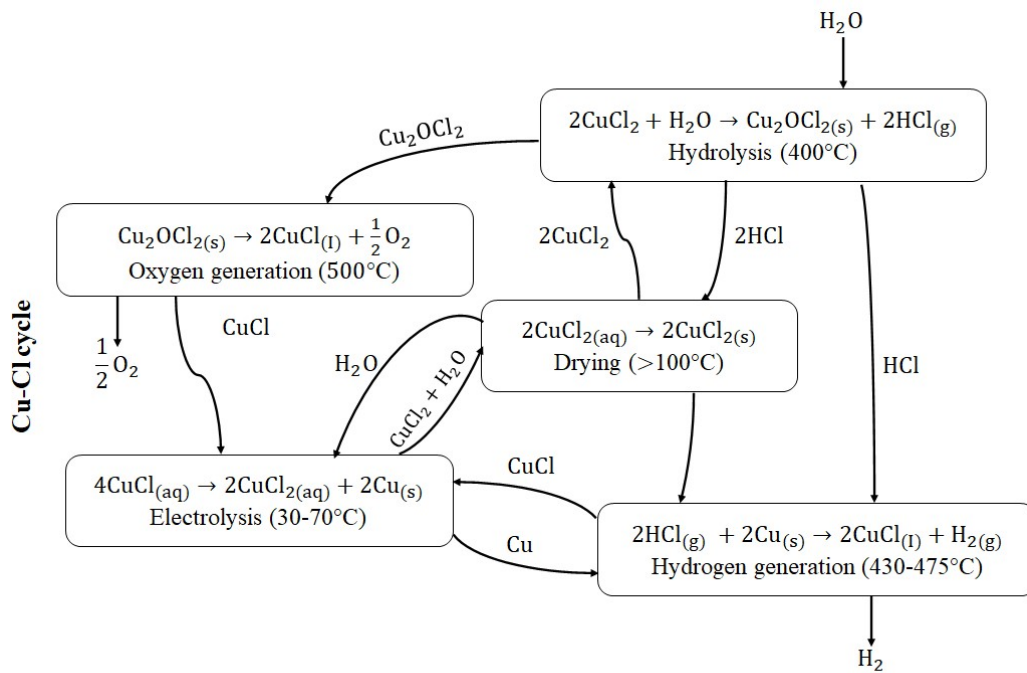 H₂O
2CuCl₂ + H₂O → Cu₂OCl₂(s) + 2HCl(g)
Hydrolysis (400°C)
Cu₂OCl₂
Cu₂OCl₂(s) → 2CuCl(I) + 1/2 O₂
Oxygen generation (500°C)
2CuCl₂
2HCl
CuCl
1/2 O₂
H₂O
CuCl₂ + H₂O
2CuCl₂(aq) → 2CuCl₂(s)
Drying (>100°C)
HCl
Cu-Cl cycle
4CuCl(aq) → 2CuCl₂(aq) + 2Cu(s)
Electrolysis (30-70°C)
CuCl
Cu
2HCl(g) + 2Cu(s) → 2CuCl(I) + H₂(g)
Hydrogen generation (430-475°C)
H₂